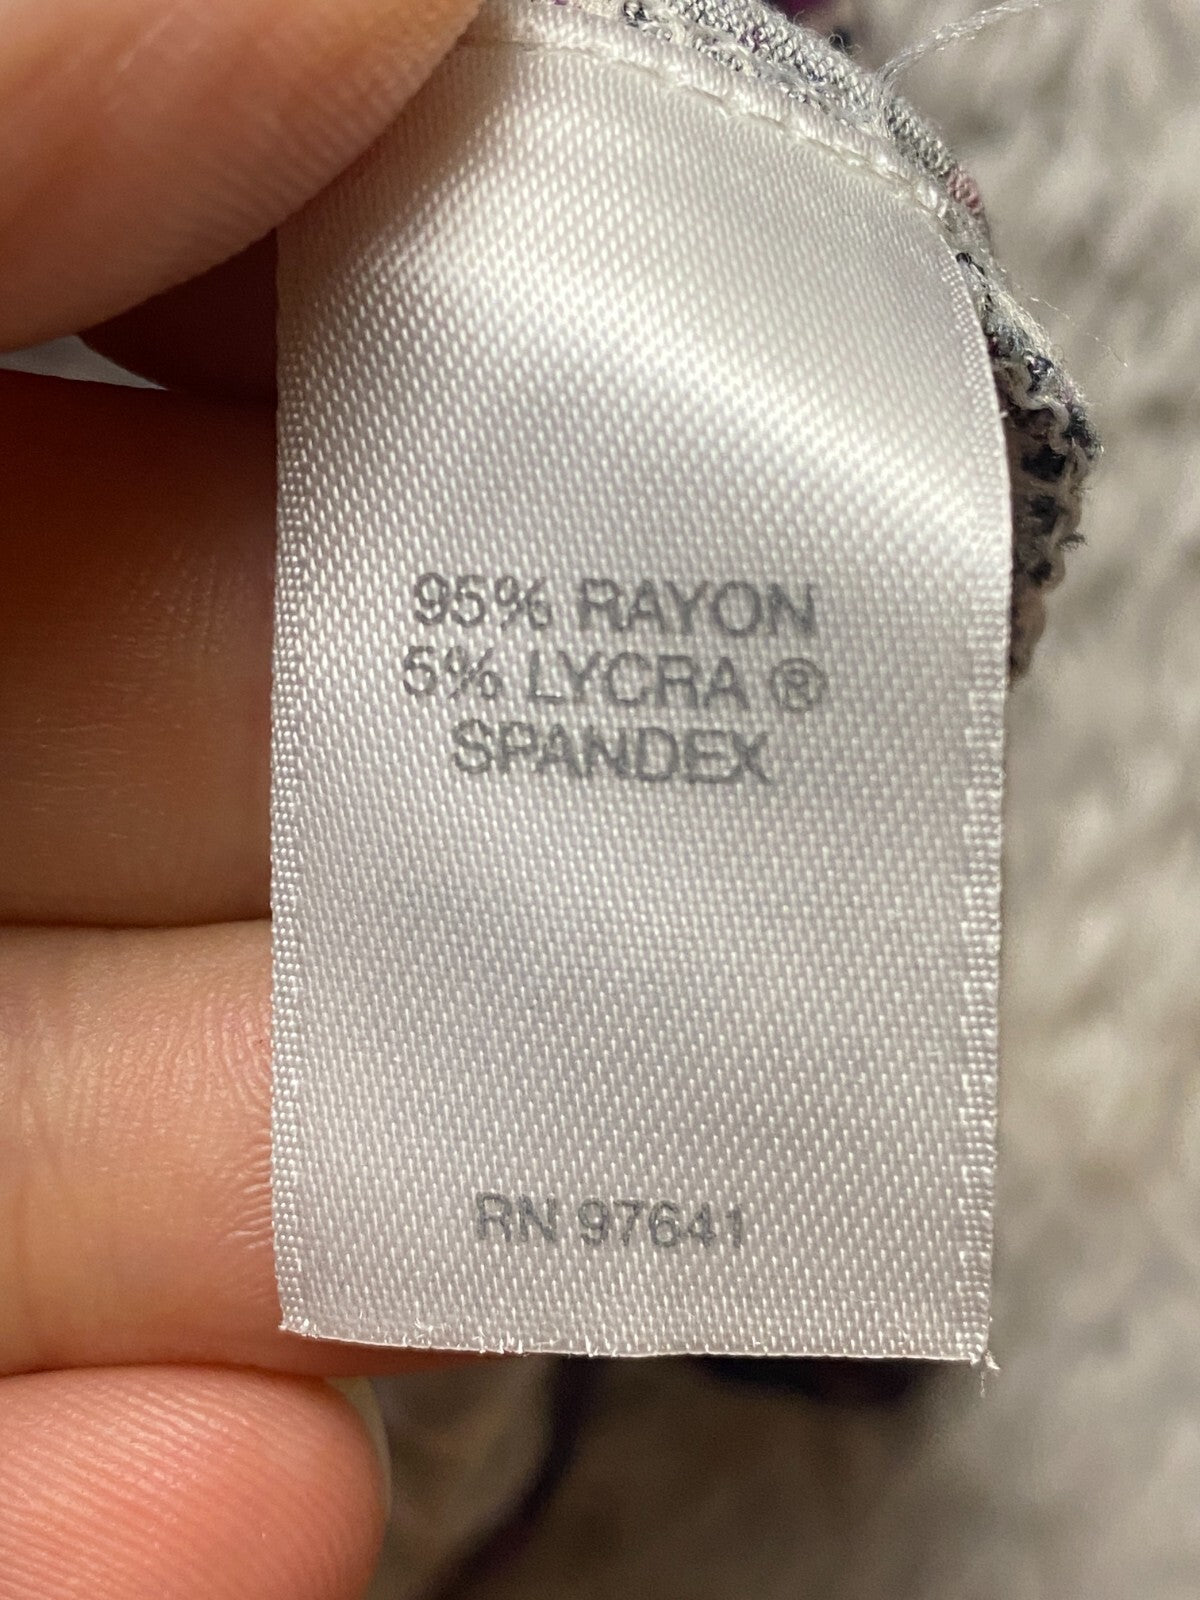 95% RAYON
5% LYCRA ®
SPANDEX
RN 97641